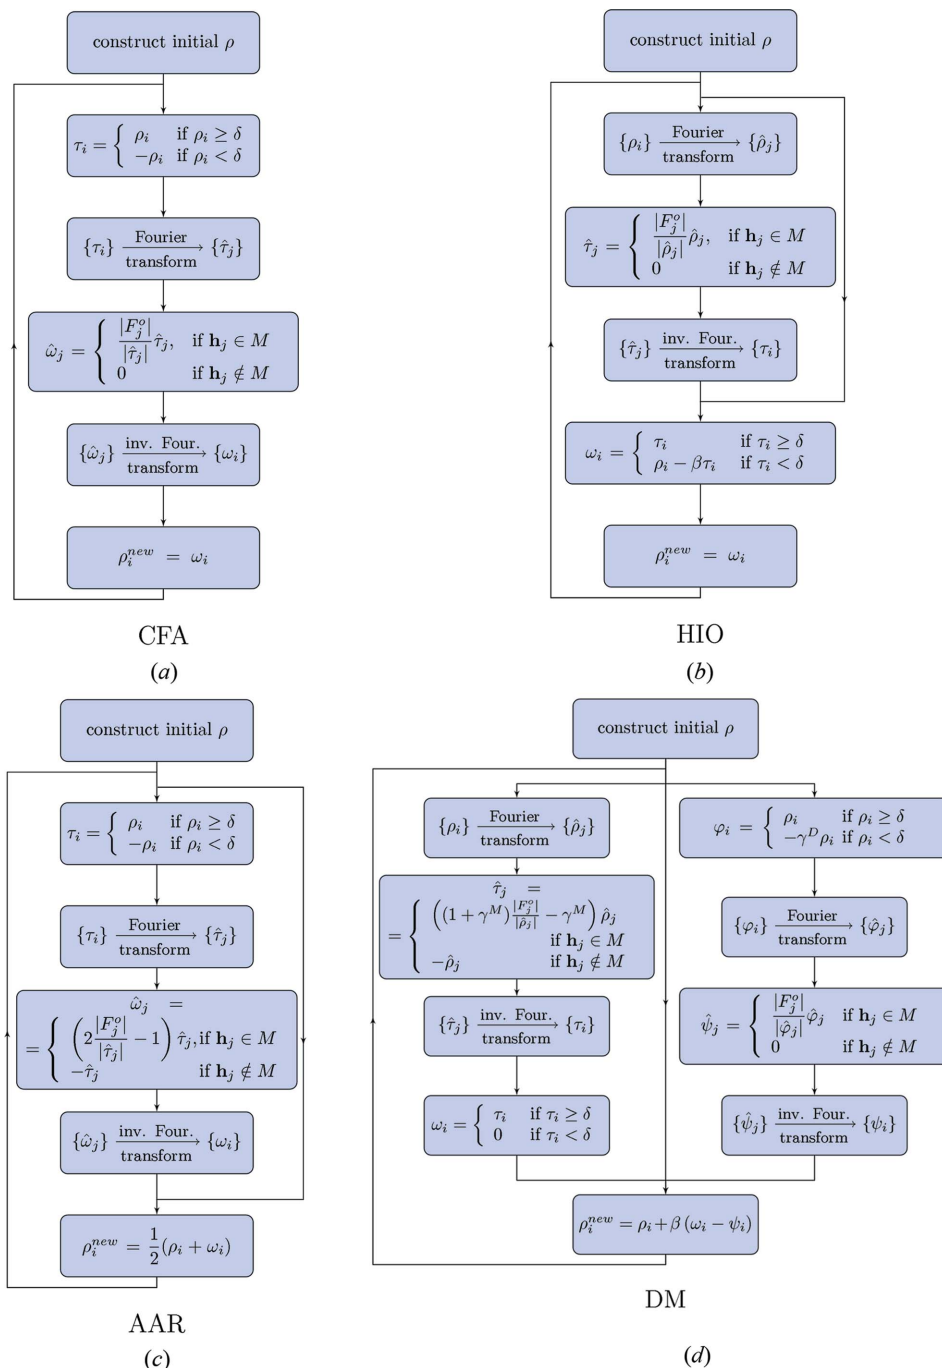 construct initial ρ
τ_i = { ρ_i if ρ_i ≥ δ
−ρ_i if ρ_i < δ
{τ_i} Fourier transform → {τ̂_j}
ω̂_j = { |F_j^o| / |τ̂_j| τ̂_j, if h_j ∈ M
0 if h_j ∉ M
{ω̂_j} inv. Four. transform → {ω_i}
ρ_i^{new} = ω_i
CFA
(a)
construct initial ρ
{ρ_i} Fourier transform → {ρ̂_j}
τ̂_j = { |F_j^o| / |ρ̂_j| ρ̂_j, if h_j ∈ M
0 if h_j ∉ M
{τ̂_j} inv. Four. transform → {τ_i}
ω_i = { τ_i if τ_i ≥ δ
ρ_i − βτ_i if τ_i < δ
ρ_i^{new} = ω_i
HIO
(b)
construct initial ρ
τ_i = { ρ_i if ρ_i ≥ δ
−ρ_i if ρ_i < δ
{τ_i} Fourier transform → {τ̂_j}
ω̂_j =
= { (2 |F_j^o| / |τ̂_j| − 1) τ̂_j, if h_j ∈ M
−τ̂_j if h_j ∉ M
{ω̂_j} inv. Four. transform → {ω_i}
ρ_i^{new} = 1/2 (ρ_i + ω_i)
AAR
(c)
construct initial ρ
{ρ_i} Fourier transform → {ρ̂_j}
τ̂_j =
= { ((1 + γ^M) |F_j^o| / |ρ̂_j| − γ^M) ρ̂_j
if h_j ∈ M
−ρ̂_j if h_j ∉ M
{τ̂_j} inv. Four. transform → {τ_i}
ω_i = { τ_i if τ_i ≥ δ
0 if τ_i < δ
φ_i = { ρ_i if ρ_i ≥ δ
−γ^D ρ_i if ρ_i < δ
{φ_i} Fourier transform → {φ̂_j}
ψ̂_j = { |F_j^o| / |φ̂_j| φ̂_j if h_j ∈ M
0 if h_j ∉ M
{ψ̂_j} inv. Four. transform → {ψ_i}
ρ_i^{new} = ρ_i + β (ω_i − ψ_i)
DM
(d)